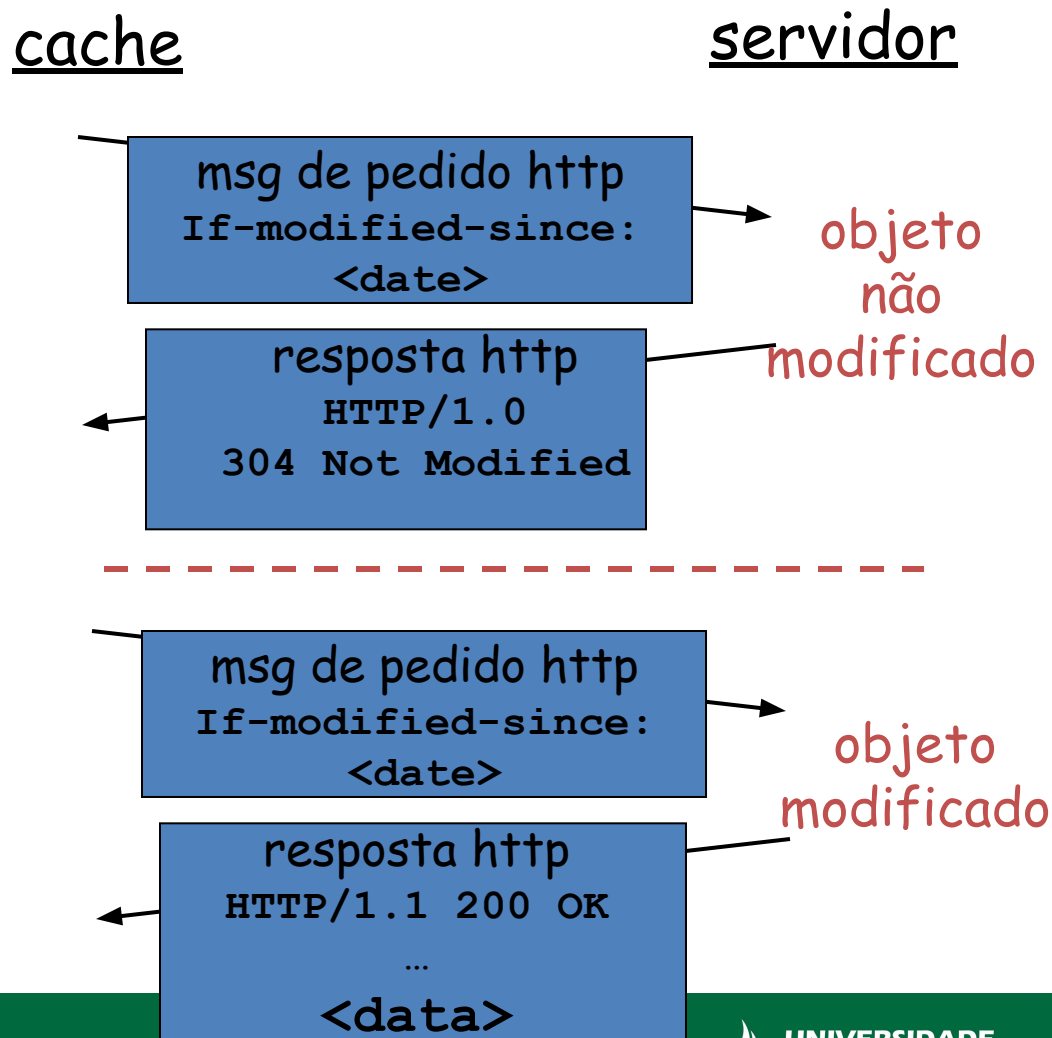 cache
servidor
msg de pedido http
If-modified-since:
<date>
objeto
não
modificado
resposta http
HTTP/1.0
304 Not Modified
msg de pedido http
If-modified-since:
<date>
objeto
modificado
resposta http
HTTP/1.1 200 OK
…
<data>
UNIVERSIDADE